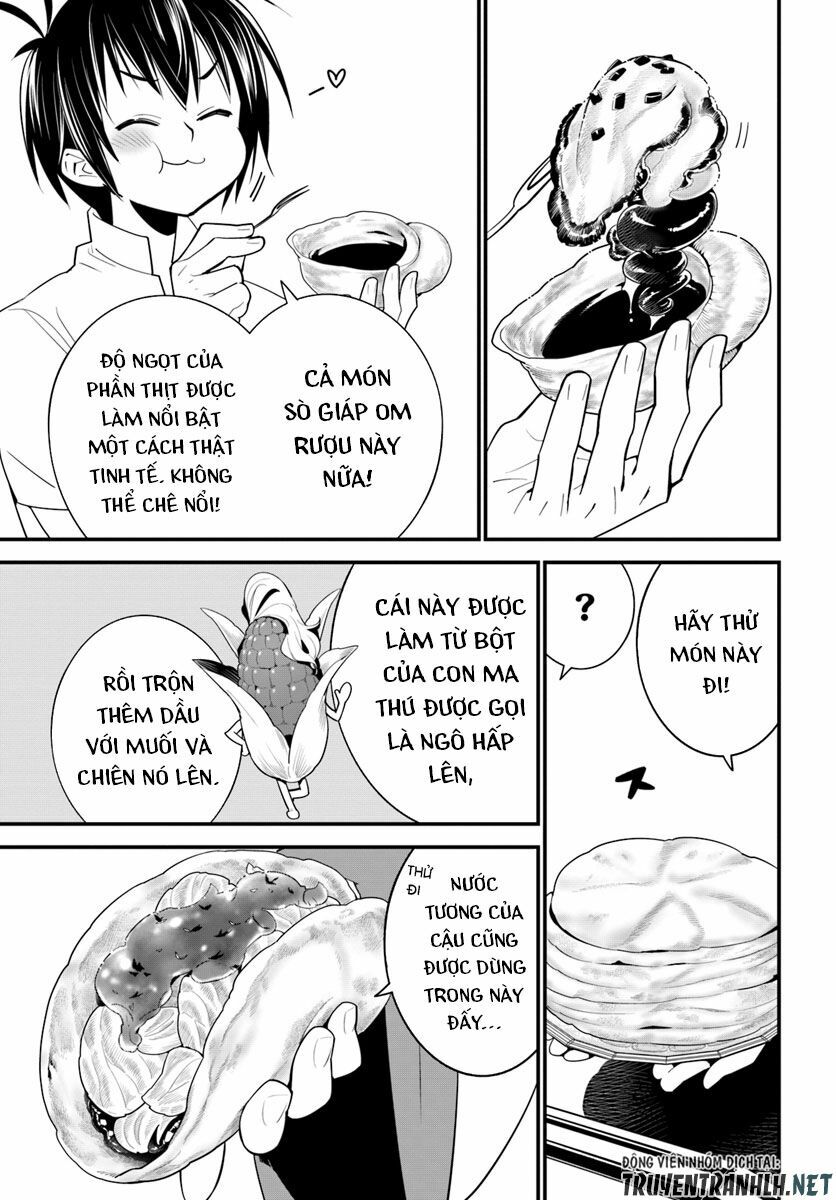 CẢ MÓN
SÒ GIÁP OM
RƯỢU NÀY
NỮA!
ĐỘ NGỌT CỦA
PHẦN THỊT ĐƯỢC
LÀM NỔI BẬT
MỘT CÁCH THẬT
TINH TẾ, KHÔNG
THỂ CHÊ NỔI!
HÃY THỬ
MÓN NÀY
ĐI!
?
ス
CÁI NÀY ĐƯỢC
LÀM TỪ BỘT
CỦA CON MA
THÚ ĐƯỢC GỌI
LÀ NGÔ HẤP
LÊN,
RỒI TRỘN
THÊM DẦU
VỚI MUỐI VÀ
CHIÊN NÓ LÊN.
THỬ
ĐI
NƯỚC
TƯƠNG CỦA
CẬU CŨNG
ĐƯỢC DÙNG
TRONG NÀY
ĐẤY...
ĐỘNG VIÊN NHÓM DỊCH TẠI:
TRUYENTRANHLH.NET